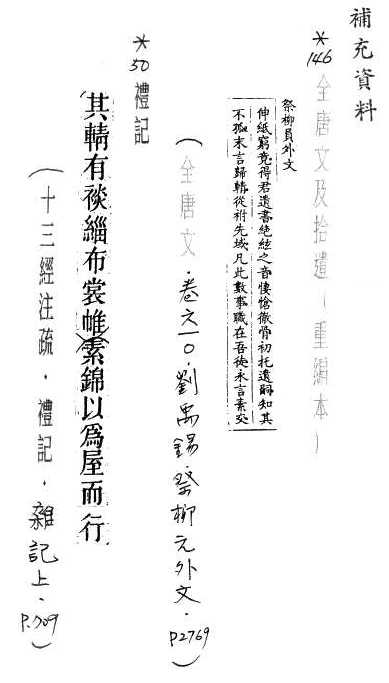 補充資料
*146 全唐文及拾遺(重編本)
祭柳員外文
伸紙窮竟得君遺書絕絃之音悽愴徹骨初托遺嗣知其
不孤末言歸輤從祔先域凡此數事職在吾徒永言素交
(全唐文·卷六一〇·劉禹錫·祭柳元外文·P2769)
*50 禮記
其輤有裧緇布裳帷素錦以爲屋而行
(十三經注疏·禮記·雜記上·P.709)